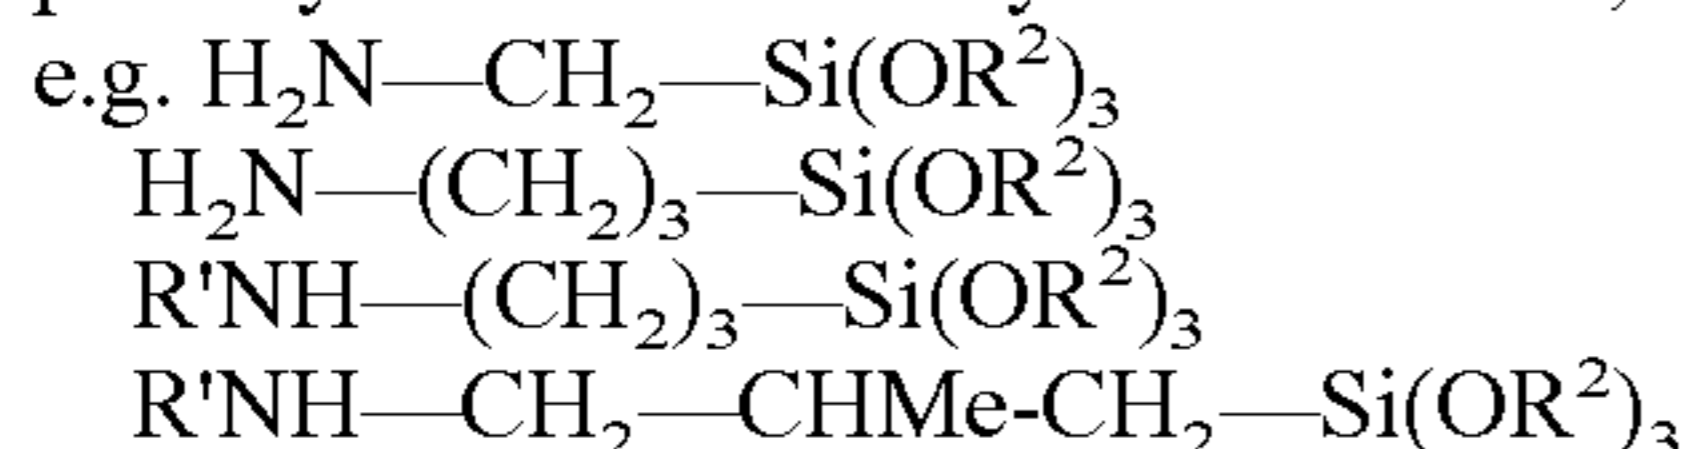 e.g. H₂N—CH₂—Si(OR²)₃
H₂N—(CH₂)₃—Si(OR²)₃
R'NH—(CH₂)₃—Si(OR²)₃
R'NH—CH₂—CHMe-CH₂—Si(OR²)₃